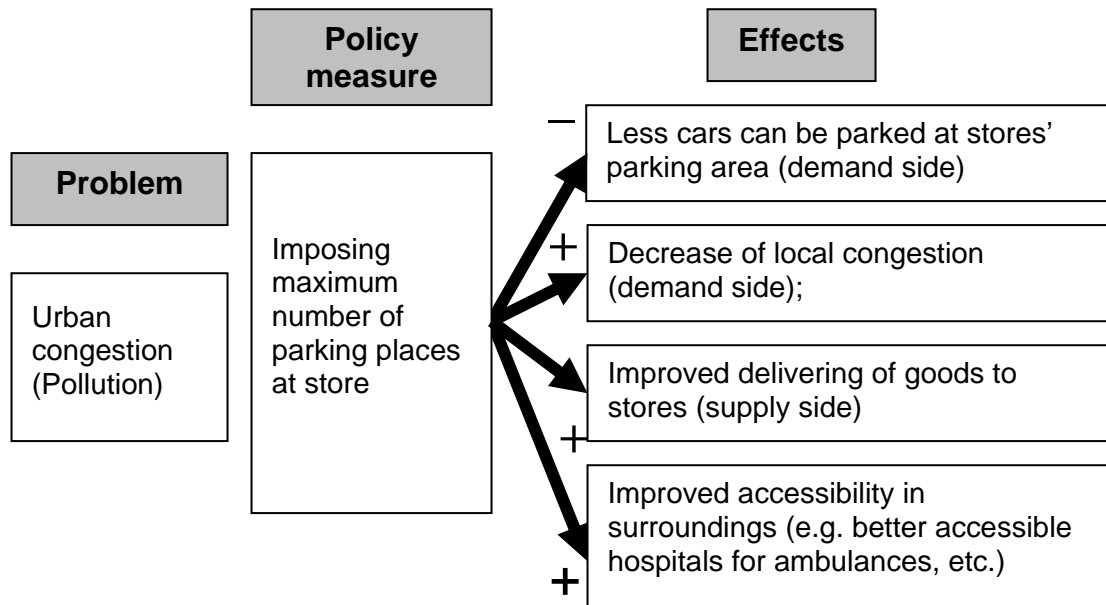 Policy
measure
Effects
Problem
Urban
congestion
(Pollution)
Imposing
maximum
number of
parking places
at store
–
Less cars can be parked at stores’
parking area (demand side)
+
Decrease of local congestion
(demand side);
Improved delivering of goods to
stores (supply side)
+
Improved accessibility in
surroundings (e.g. better accessible
hospitals for ambulances, etc.)
+